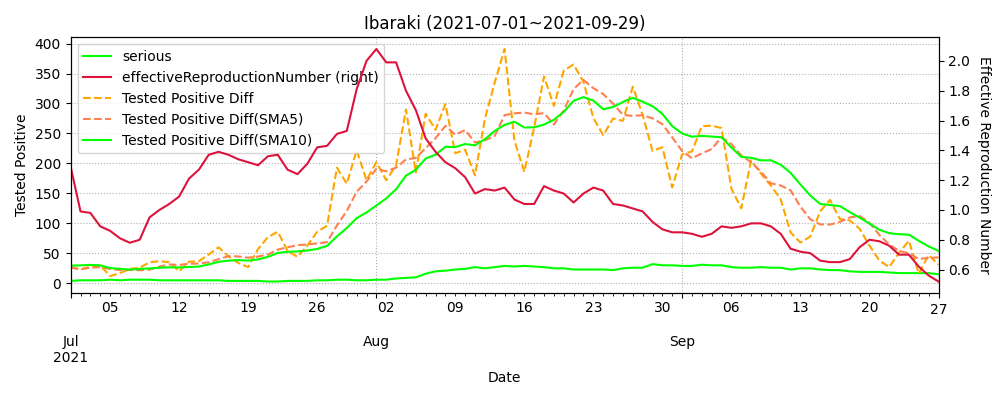 Ibaraki (2021-07-01~2021-09-29)
serious
effectiveReproductionNumber (right)
Tested Positive Diff
Tested Positive Diff(SMA5)
Tested Positive Diff(SMA10)
Tested Positive
400
350
300
250
200
150
100
50
0
2.0
1.8
1.6
1.4
1.2
1.0
0.8
0.6
Effective Reproduction Number
05 12 19 26 02 09 16 23 30 06 13 20 27
Jul Aug Sep
2021
Date